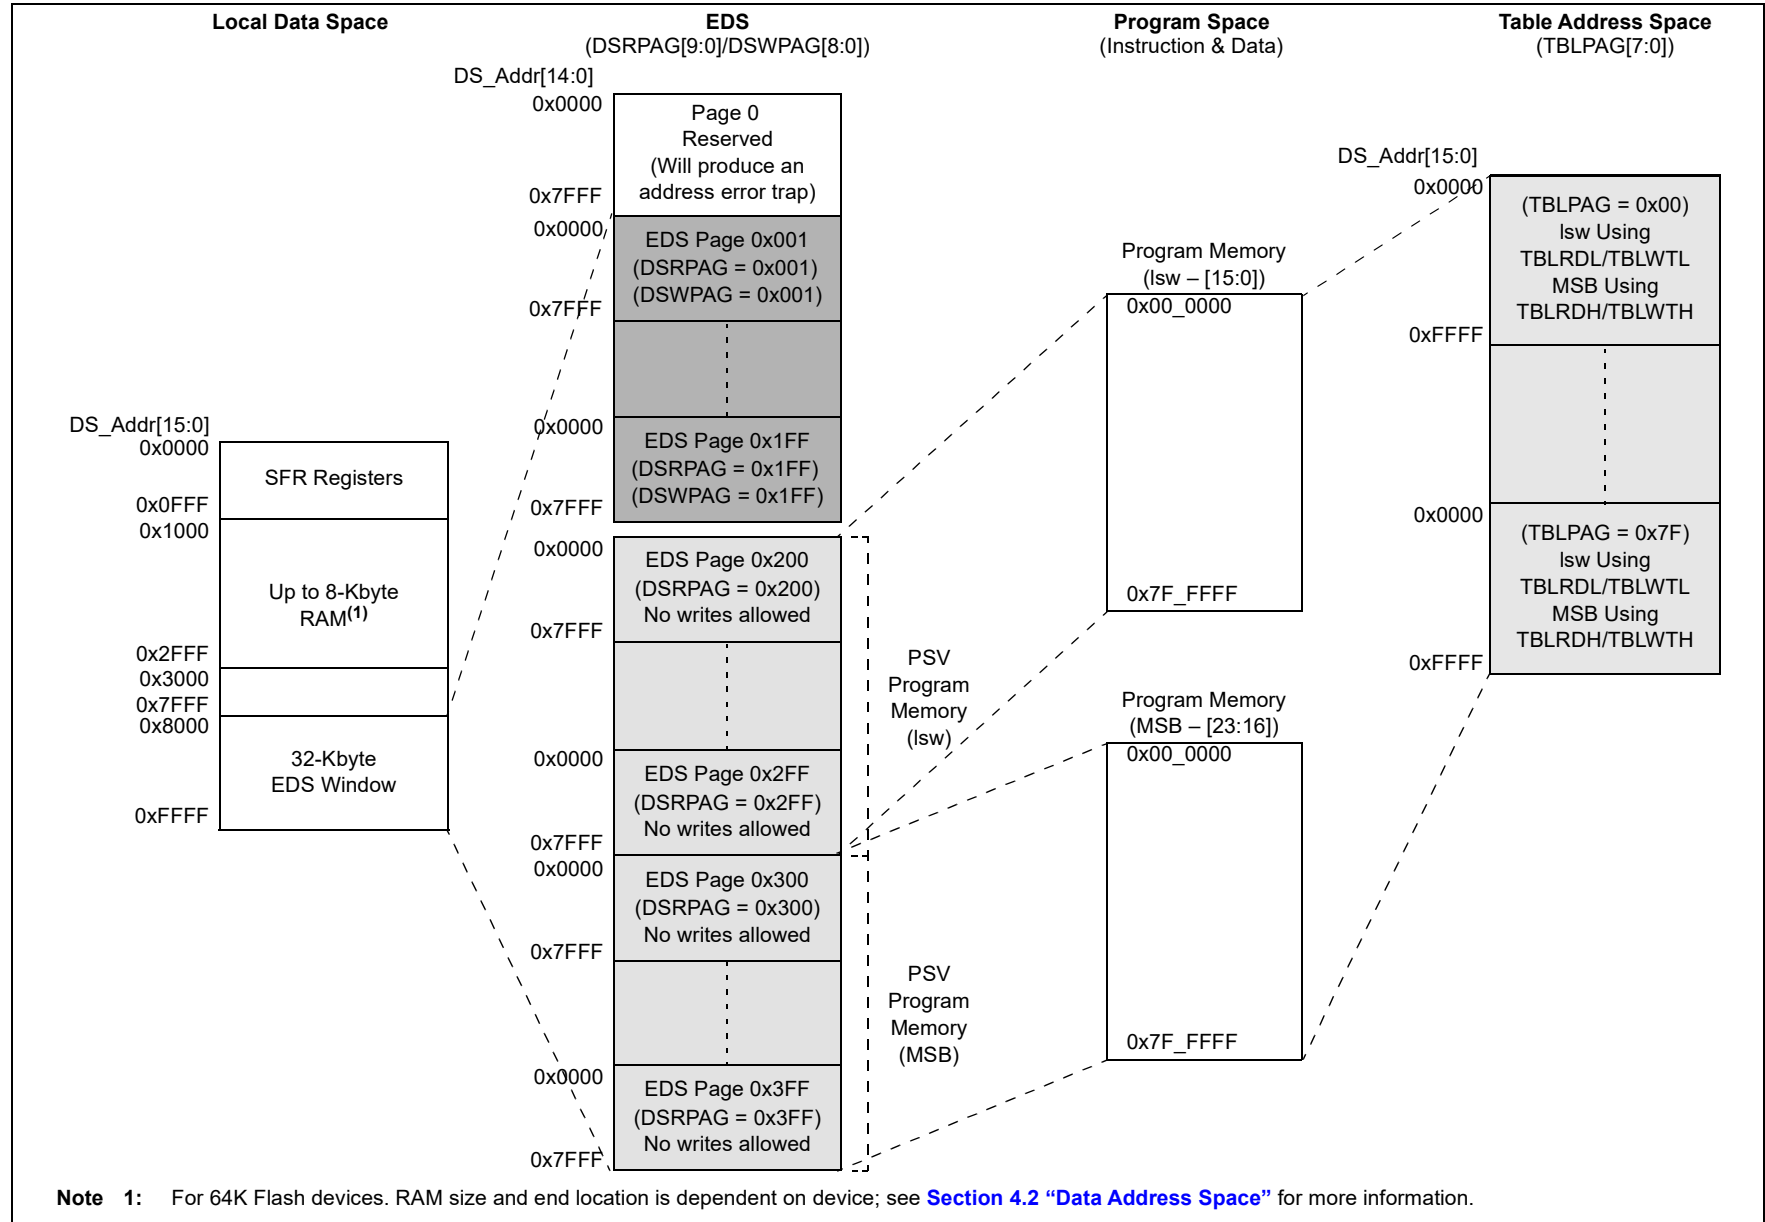 Local Data Space
EDS
(DSRPAG[9:0]/DSWPAG[8:0])
Program Space
(Instruction & Data)
Table Address Space
(TBLPAG[7:0])
DS_Addr[15:0]
0x0000
SFR Registers
0x0FFF
0x1000
Up to 8-Kbyte
RAM(1)
0x2FFF
0x3000
0x7FFF
0x8000
32-Kbyte
EDS Window
0xFFFF
DS_Addr[14:0]
0x0000
Page 0
Reserved
(Will produce an
address error trap)
0x7FFF
0x0000
EDS Page 0x001
(DSRPAG = 0x001)
(DSWPAG = 0x001)
0x7FFF
0x0000
EDS Page 0x1FF
(DSRPAG = 0x1FF)
(DSWPAG = 0x1FF)
0x7FFF
0x0000
EDS Page 0x200
(DSRPAG = 0x200)
No writes allowed
0x7FFF
0x0000
EDS Page 0x2FF
(DSRPAG = 0x2FF)
No writes allowed
0x7FFF
0x0000
EDS Page 0x300
(DSRPAG = 0x300)
No writes allowed
0x7FFF
0x0000
EDS Page 0x3FF
(DSRPAG = 0x3FF)
No writes allowed
0x7FFF
PSV
Program
Memory
(lsw)
PSV
Program
Memory
(MSB)
Program Memory
(lsw – [15:0])
0x00_0000
0x7F_FFFF
Program Memory
(MSB – [23:16])
0x00_0000
0x7F_FFFF
DS_Addr[15:0]
0x0000
(TBLPAG = 0x00)
lsw Using
TBLRDL/TBLWTL
MSB Using
TBLRDH/TBLWTH
0xFFFF
0x0000
(TBLPAG = 0x7F)
lsw Using
TBLRDL/TBLWTL
MSB Using
TBLRDH/TBLWTH
0xFFFF
Note 1: For 64K Flash devices. RAM size and end location is dependent on device; see Section 4.2 “Data Address Space” for more information.